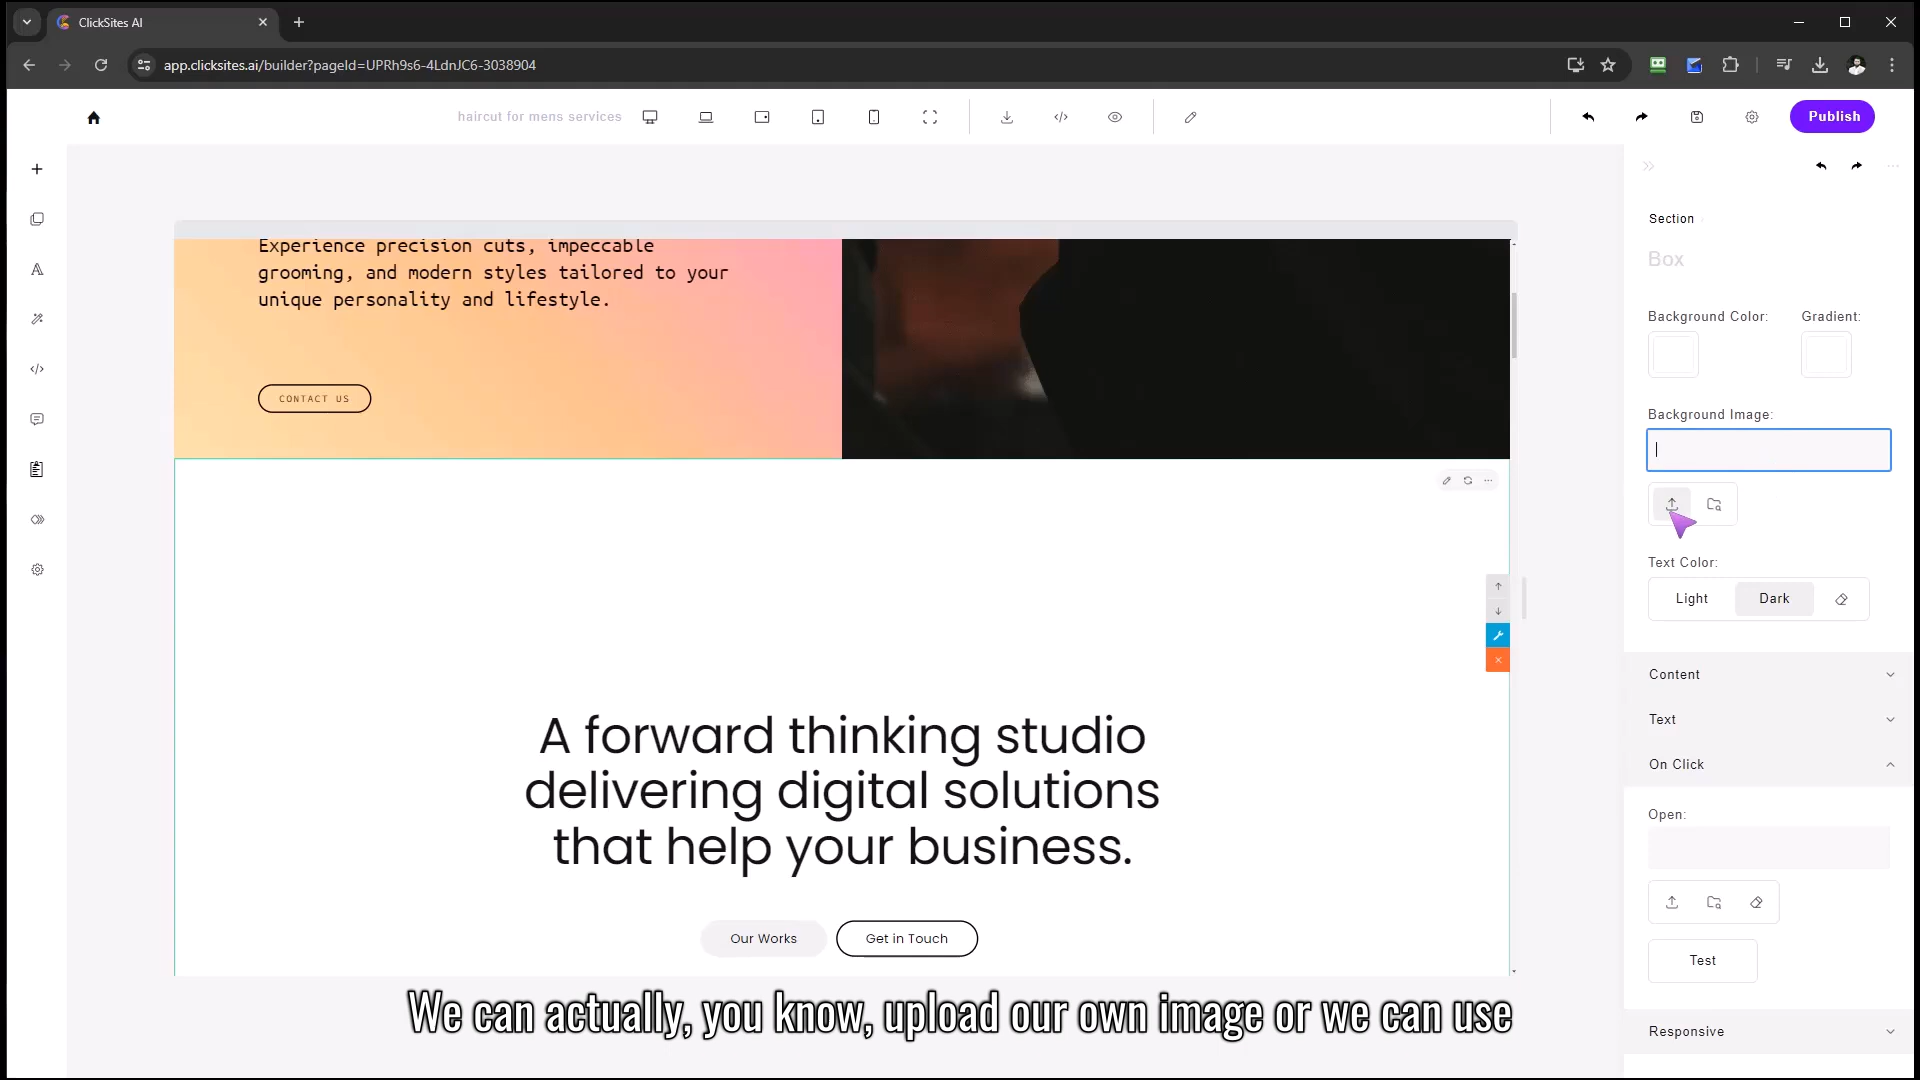 ClickSites AI
app.clicksites.ai/builder?pageId=UPRh9s6-4LdnJC6-3038904
haircut for mens services
Publish
Section
Box
Experience precision cuts, impeccable
grooming, and modern styles tailored to your
unique personality and lifestyle.
CONTACT US
Background Color:
Gradient:
Background Image:
Text Color:
Light
Dark
A forward thinking studio
delivering digital solutions
that help your business.
Our Works
Get in Touch
Content
Text
On Click
Open:
Test
Responsive
We can actually, you know, upload our own image or we can use